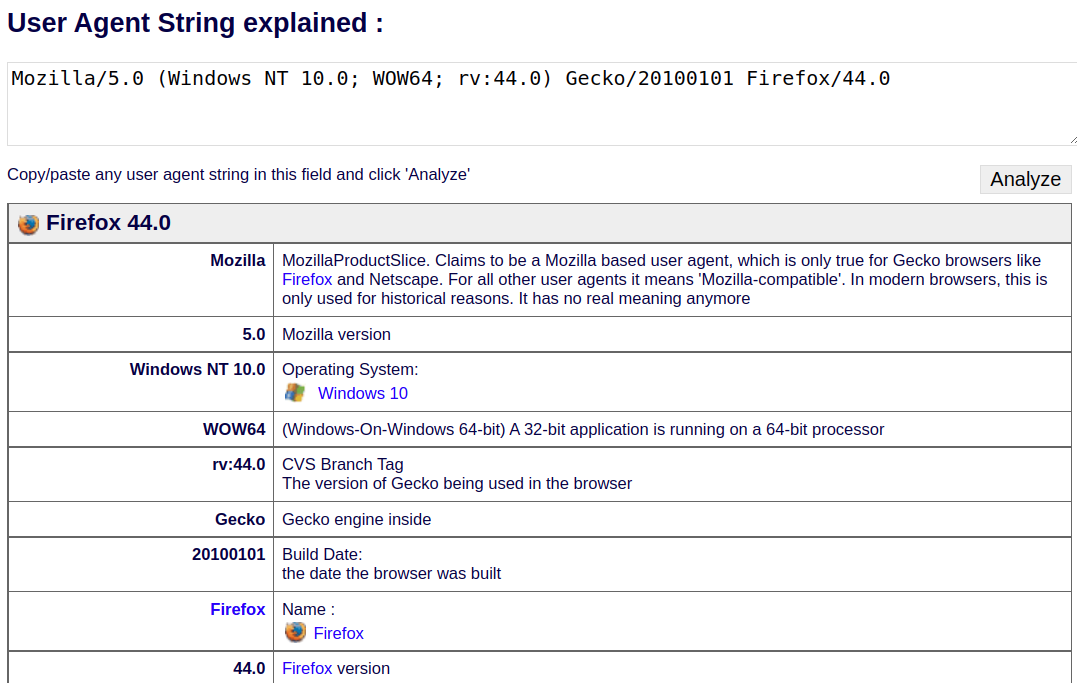 User Agent String explained :
Mozilla/5.0 (Windows NT 10.0; WOW64; rv:44.0) Gecko/20100101 Firefox/44.0
Copy/paste any user agent string in this field and click 'Analyze'
Analyze
Firefox 44.0
Mozilla
MozillaProductSlice. Claims to be a Mozilla based user agent, which is only true for Gecko browsers like
Firefox and Netscape. For all other user agents it means 'Mozilla-compatible'. In modern browsers, this is
only used for historical reasons. It has no real meaning anymore
5.0
Mozilla version
Windows NT 10.0
Operating System:
Windows 10
WOW64
(Windows-On-Windows 64-bit) A 32-bit application is running on a 64-bit processor
rv:44.0
CVS Branch Tag
The version of Gecko being used in the browser
Gecko
Gecko engine inside
20100101
Build Date:
the date the browser was built
Firefox
Name :
Firefox
44.0
Firefox version